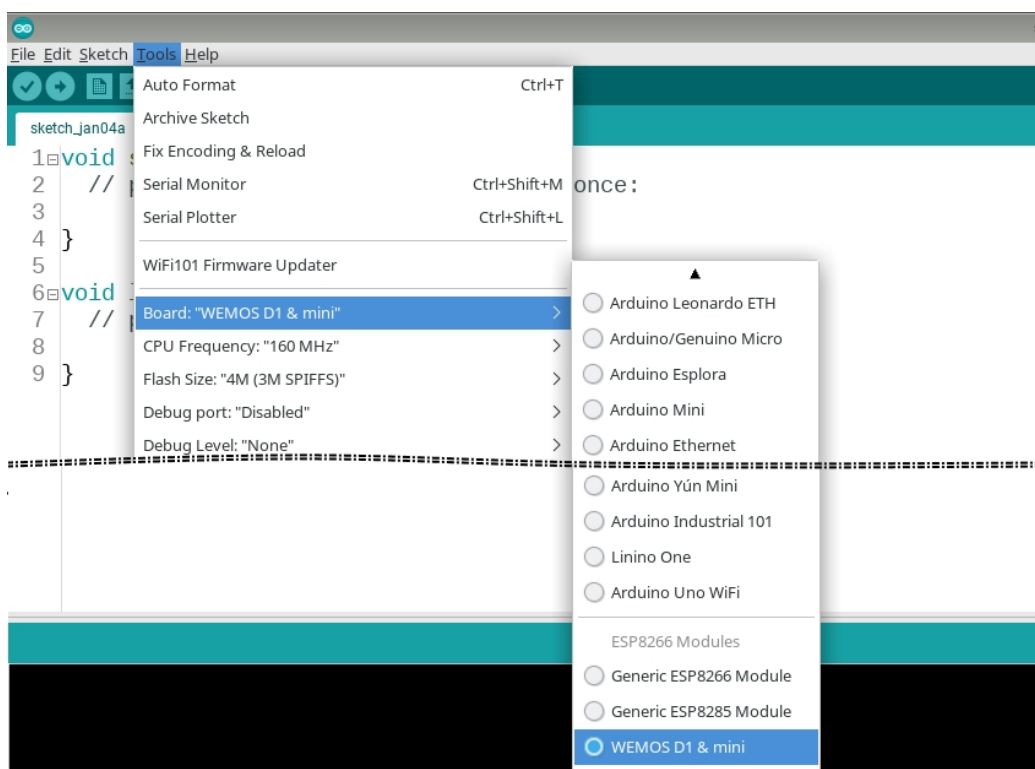 File Edit Sketch Tools Help
sketch_jan04a
Auto Format Ctrl+T
Archive Sketch
Fix Encoding & Reload
Serial Monitor Ctrl+Shift+M
Serial Plotter Ctrl+Shift+L
WiFi101 Firmware Updater
Board: "WEMOS D1 & mini"
CPU Frequency: "160 MHz"
Flash Size: "4M (3M SPIFFS)"
Debug port: "Disabled"
Debug Level: "None"
1 void
2 // once:
3
4 }
5
6 void
7 //
8
9 }
Arduino Leonardo ETH
Arduino/Genuino Micro
Arduino Esplora
Arduino Mini
Arduino Ethernet
Arduino Yún Mini
Arduino Industrial 101
Linino One
Arduino Uno WiFi
ESP8266 Modules
Generic ESP8266 Module
Generic ESP8285 Module
WEMOS D1 & mini